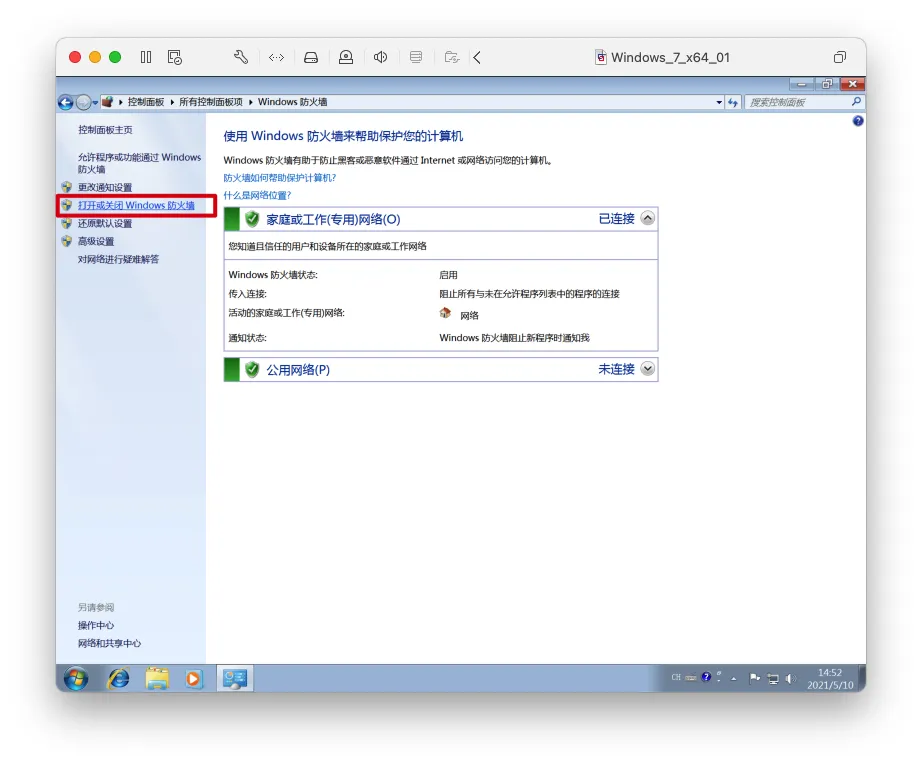 Windows_7_x64_01
控制面板 所有控制面板项 Windows 防火墙
搜索控制面板
控制面板主页
允许程序或功能通过 Windows
防火墙
更改通知设置
打开或关闭 Windows 防火墙
还原默认设置
高级设置
对网络进行疑难解答
另请参阅
操作中心
网络和共享中心
使用 Windows 防火墙来帮助保护您的计算机
Windows 防火墙有助于防止黑客或恶意软件通过 Internet 或网络访问您的计算机。
防火墙如何帮助保护计算机?
什么是网络位置?
家庭或工作(专用)网络(O) 已连接
您知道且信任的用户和设备所在的家庭或工作网络
Windows 防火墙状态: 启用
传入连接: 阻止所有与未在允许程序列表中的程序的连接
活动的家庭或工作(专用)网络: 网络
通知状态: Windows 防火墙阻止新程序时通知我
公用网络(P) 未连接
CH
14:52
2021/5/10